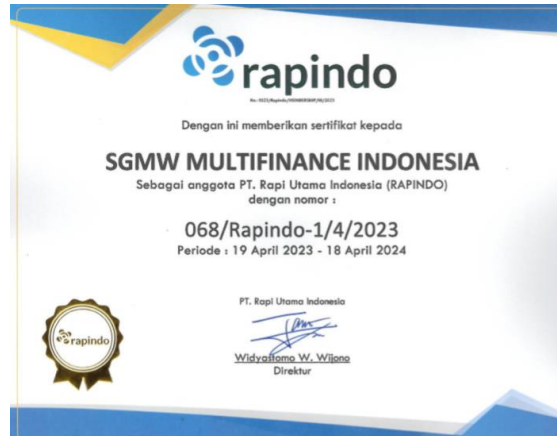 rapindo
Dengan ini memberikan sertifikat kepada
SGMW MULTIFINANCE INDONESIA
Sebagai anggota PT. Rapi Utama Indonesia (RAPINDO)
dengan nomor :
068/Rapindo-1/4/2023
Periode : 19 April 2023 - 18 April 2024
PT. Rapi Utama Indonesia
rapindo
Widyastomo W. Wijono
Direktur